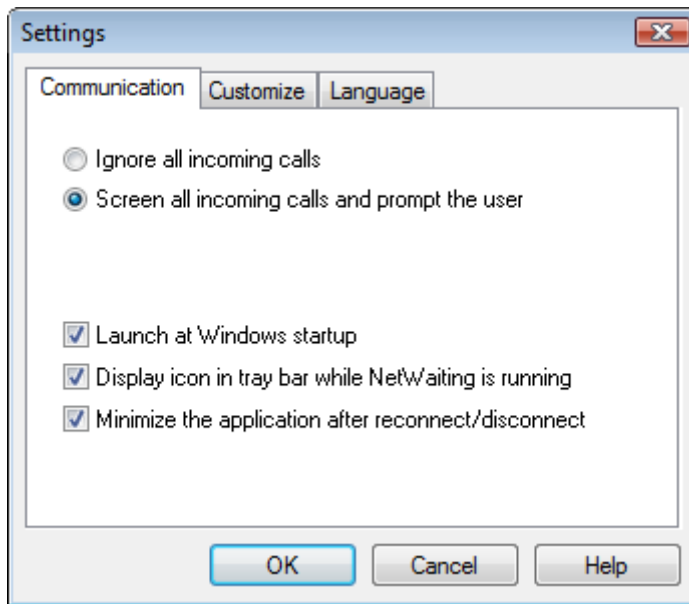 Settings
Communication Customize Language
Ignore all incoming calls
Screen all incoming calls and prompt the user
Launch at Windows startup
Display icon in tray bar while NetWaiting is running
Minimize the application after reconnect/disconnect
OK Cancel Help